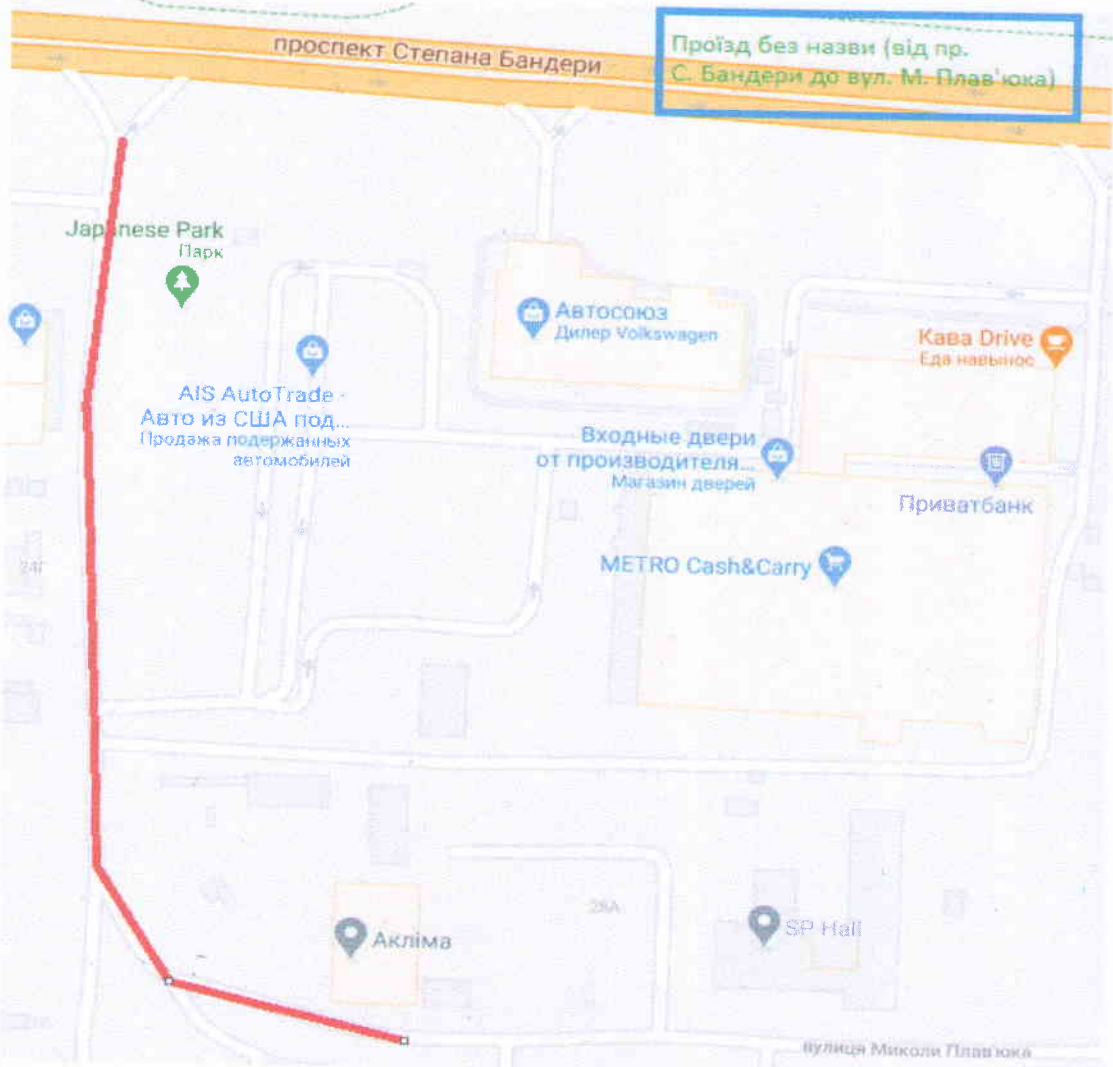 проспект Степана Бандери
Проїзд без назви (від пр.
С. Бандери до вул. М. Плав'юка)
Japanese Park
Парк
Автосоюз
Дилер Volkswagen
Кава Drive
Еда навынос
AIS AutoTrade -
Авто из США под...
Продажа подержанных
автомобилей
Входные двери
от производителя...
Магазин дверей
Приватбанк
METRO Cash&Carry
24Г
28А
SP Hall
Акліма
вулиця Миколи Плав'юка